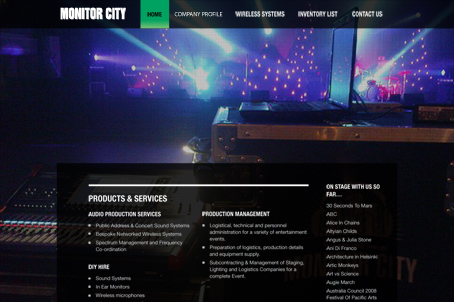 MONITOR CITY
HOME
COMPANY PROFILE
WIRELESS SYSTEMS
INVENTORY LIST
CONTACT US
PRODUCTS & SERVICES
AUDIO PRODUCTION SERVICES
Public Address & Concert Sound Systems
Bespoke Networked Wireless Systems
Spectrum Management and Frequency
Co-ordination
DIY HIRE
Sound Systems
In Ear Monitors
Wireless microphones
PRODUCTION MANAGEMENT
Logistical, technical and personnel
administration for a variety of entertainment
events.
Preparation of logistics, production details
and equipment supply.
Subcontracting & Management of Staging,
Lighting and Logistics Companies for a
complete Event.
ON STAGE WITH US SO
FAR....
30 Seconds To Mars
ABC
Alice In Chains
Altyian Childs
Angus & Julia Stone
Ani Di Franco
Architecture in Helsinki
Artic Monkeys
Art vs Science
Augie March
Australia Council 2008
Festival Of Pacific Arts